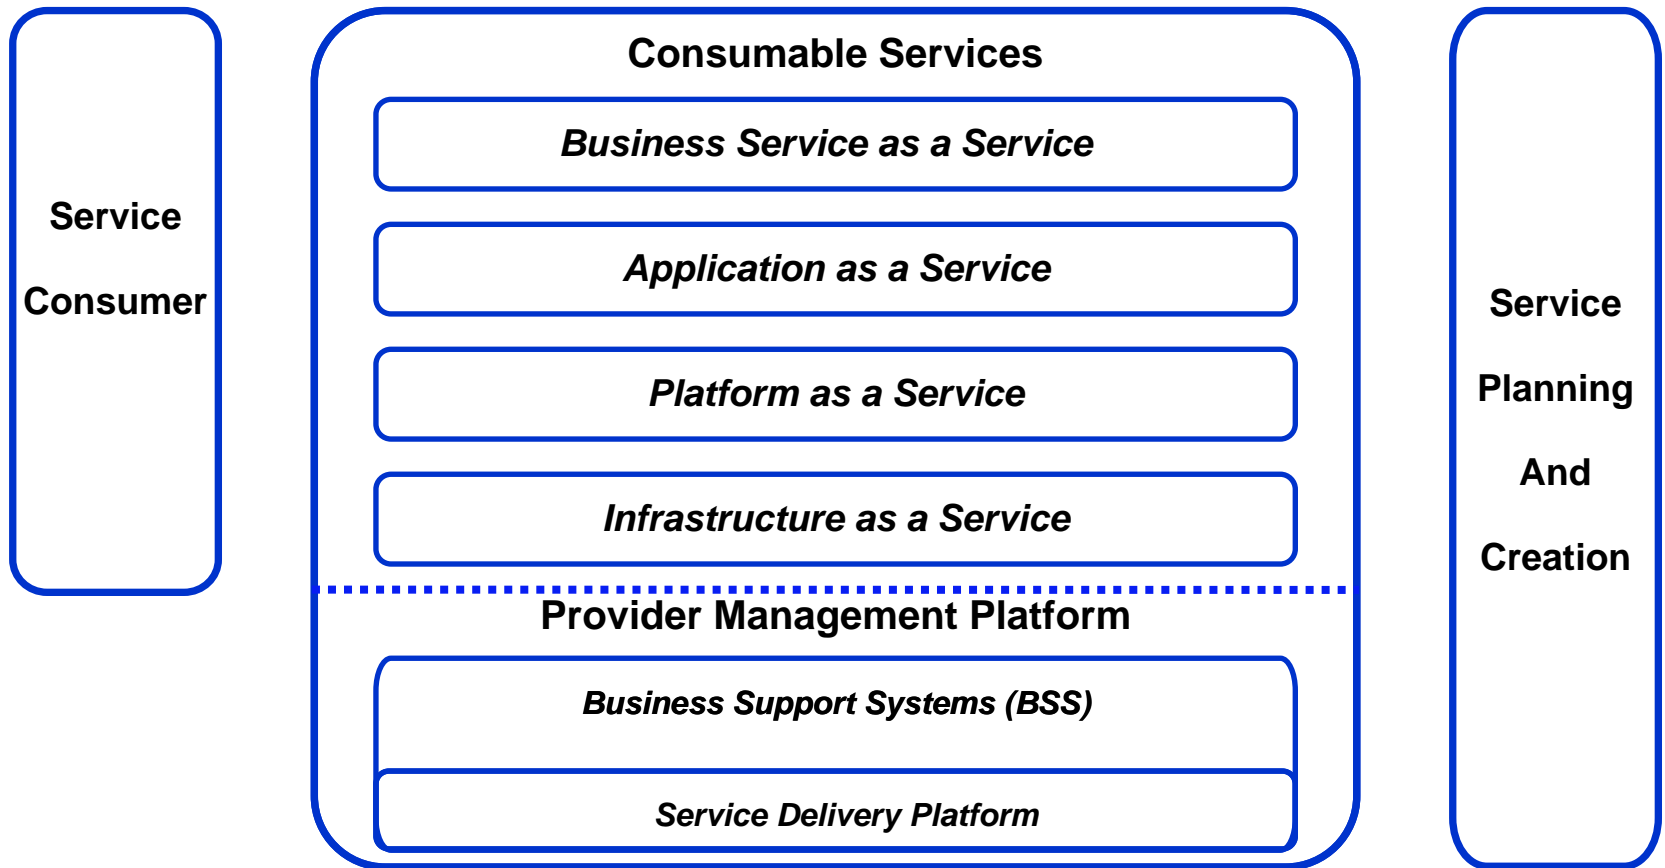 Service
Consumer
Consumable Services
Business Service as a Service
Application as a Service
Platform as a Service
Infrastructure as a Service
Provider Management Platform
Business Support Systems (BSS)
Service Delivery Platform
Service
Planning
And
Creation